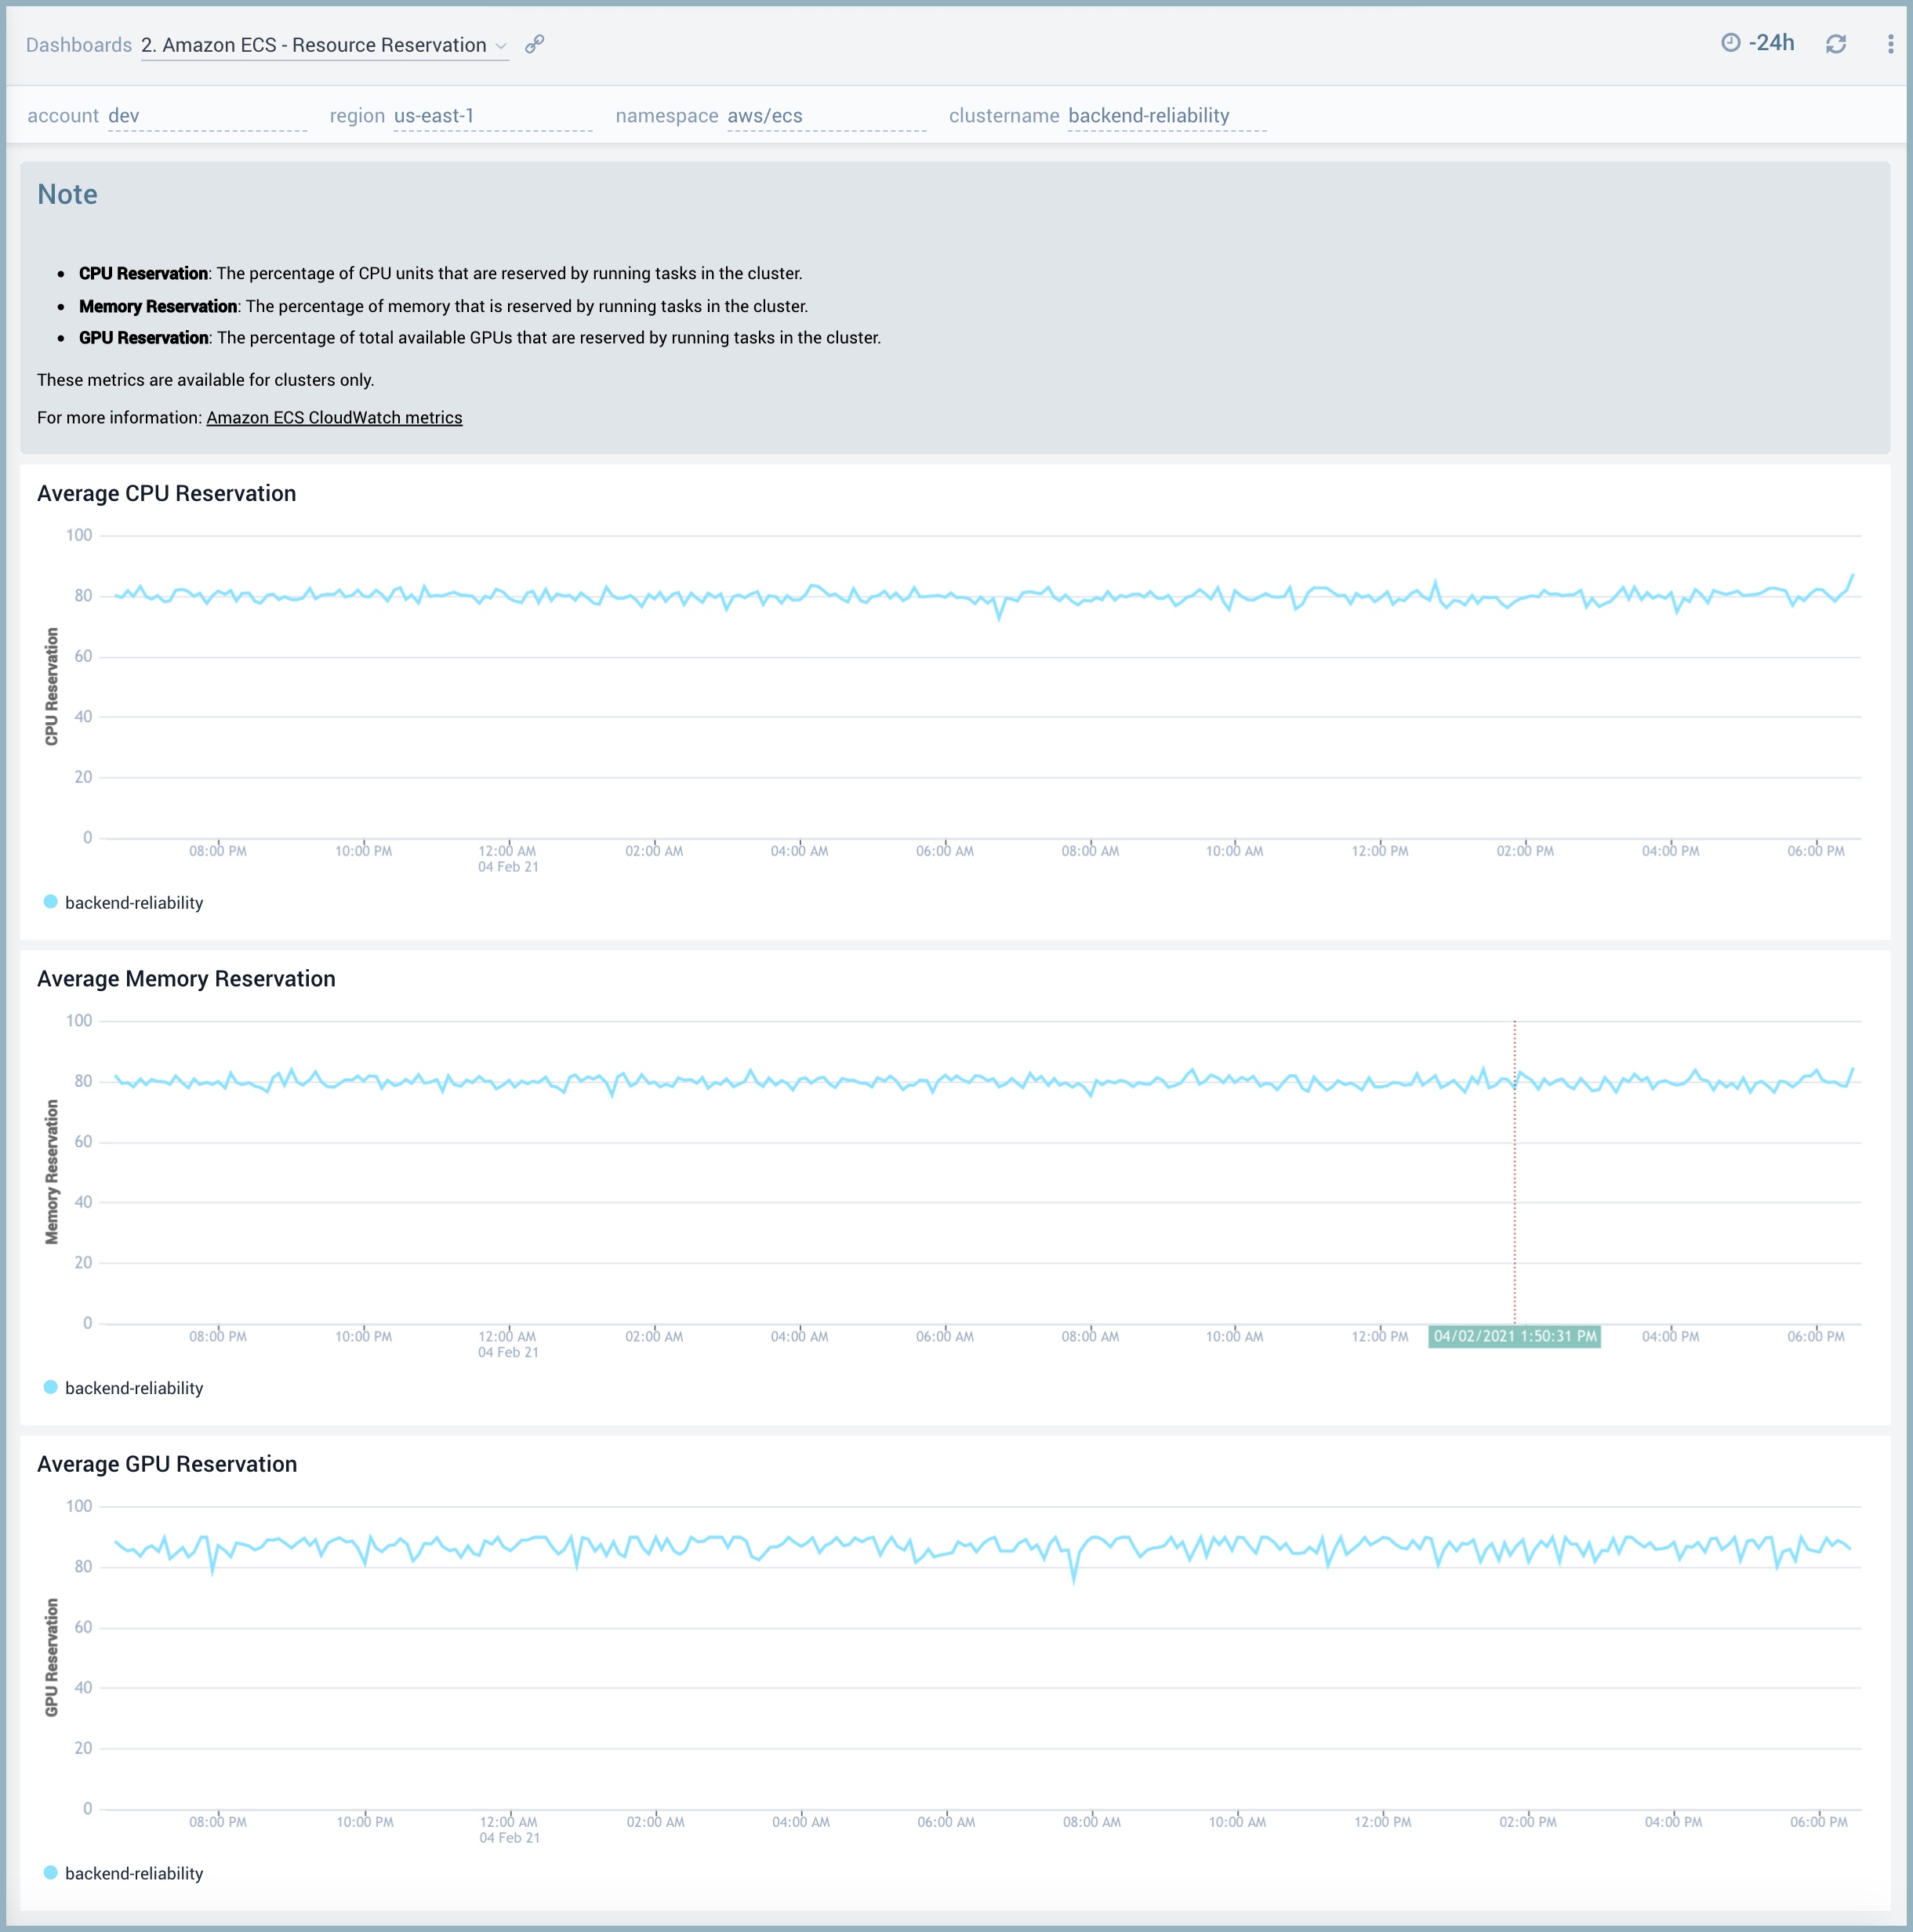 Dashboards 2. Amazon ECS - Resource Reservation
-24h
account dev region us-east-1 namespace aws/ecs clustername backend-reliability
Note
• CPU Reservation: The percentage of CPU units that are reserved by running tasks in the cluster.
• Memory Reservation: The percentage of memory that is reserved by running tasks in the cluster.
• GPU Reservation: The percentage of total available GPUs that are reserved by running tasks in the cluster.
These metrics are available for clusters only.
For more information: Amazon ECS CloudWatch metrics
Average CPU Reservation
CPU Reservation
100
80
60
40
20
0
08:00 PM 10:00 PM 12:00 AM 02:00 AM 04:00 AM 06:00 AM 08:00 AM 10:00 AM 12:00 PM 02:00 PM 04:00 PM 06:00 PM
04 Feb 21
backend-reliability
Average Memory Reservation
Memory Reservation
100
80
60
40
20
0
08:00 PM 10:00 PM 12:00 AM 02:00 AM 04:00 AM 06:00 AM 08:00 AM 10:00 AM 12:00 PM 04/02/2021 1:50:31 PM 04:00 PM 06:00 PM
04 Feb 21
backend-reliability
Average GPU Reservation
GPU Reservation
100
80
60
40
20
0
08:00 PM 10:00 PM 12:00 AM 02:00 AM 04:00 AM 06:00 AM 08:00 AM 10:00 AM 12:00 PM 02:00 PM 04:00 PM 06:00 PM
04 Feb 21
backend-reliability